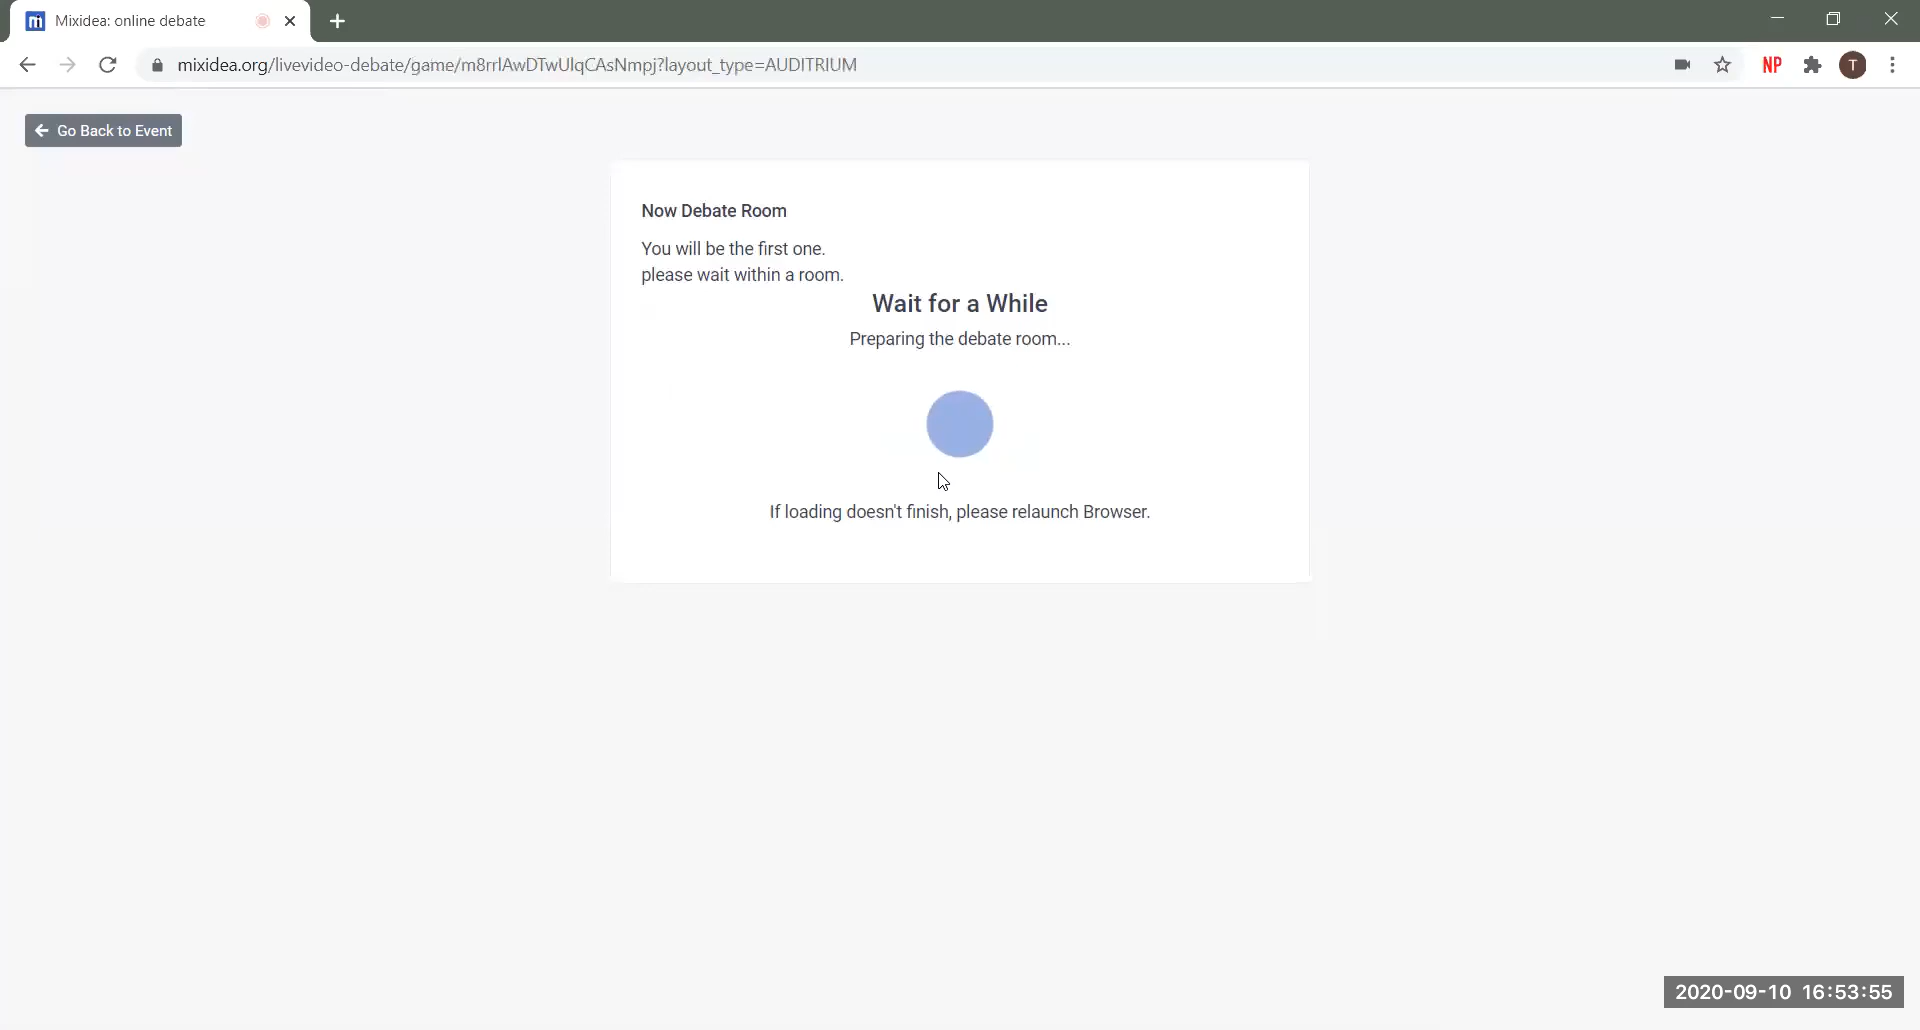 Mixidea: online debate
mixidea.org/livevideo-debate/game/m8rrlAwDTwUlqCAsNmpj?layout_type=AUDITRIUM
NP
T
Go Back to Event
Now Debate Room
You will be the first one.
please wait within a room.
Wait for a While
Preparing the debate room...
If loading doesn't finish, please relaunch Browser.
2020-09-10 16:53:55